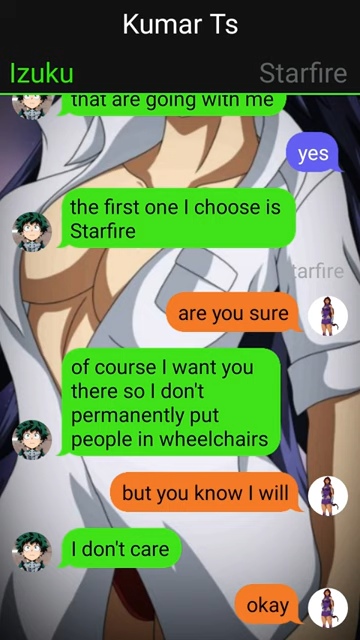 Kumar Ts
Izuku
Starfire
that are going with me
yes
the first one I choose is
Starfire
tarfire
are you sure
of course I want you
there so I don't
permanently put
people in wheelchairs
but you know I will
I don't care
okay